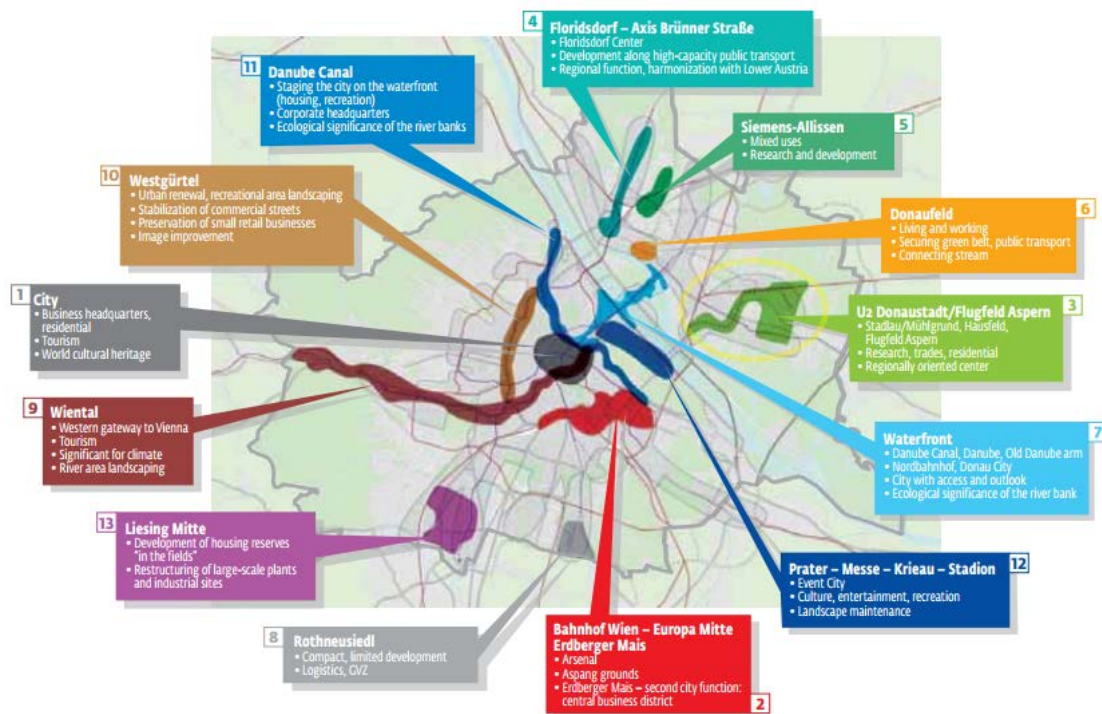 4
Floridsdorf – Axis Brünner Straße
• Floridsdorf Center
• Development along high-capacity public transport
• Regional function, harmonization with Lower Austria
11
Danube Canal
• Staging the city on the waterfront
(housing, recreation)
• Corporate headquarters
• Ecological significance of the river banks
Siemens-Allissen
5
• Mixed uses
• Research and development
10
Westgürtel
• Urban renewal, recreational area landscaping
• Stabilization of commercial streets
• Preservation of small retail businesses
• Image improvement
Donaufeld
6
• Living and working
• Securing green belt, public transport
• Connecting stream
1
City
• Business headquarters,
residential
• Tourism
• World cultural heritage
U2 Donaustadt/Flugfeld Aspern
3
• Stadlau/Mühlgrund, Hausfeld,
Flugfeld Aspern
• Research, trades, residential
• Regionally oriented center
9
Wiental
• Western gateway to Vienna
• Tourism
• Significant for climate
• River area landscaping
Waterfront
7
• Danube Canal, Danube, Old Danube arm
• Nordbahnhof, Donau City
• City with access and outlook
• Ecological significance of the river bank
13
Liesing Mitte
• Development of housing reserves
"in the fields"
• Restructuring of large-scale plants
and industrial sites
Prater – Messe – Krieau – Stadion
12
• Event City
• Culture, entertainment, recreation
• Landscape maintenance
8
Rothneusiedl
• Compact, limited development
• Logistics, GVZ
Bahnhof Wien – Europa Mitte
Erdberger Mais
• Arsenal
• Aspang grounds
• Erdberger Mais – second city function:
central business district
2